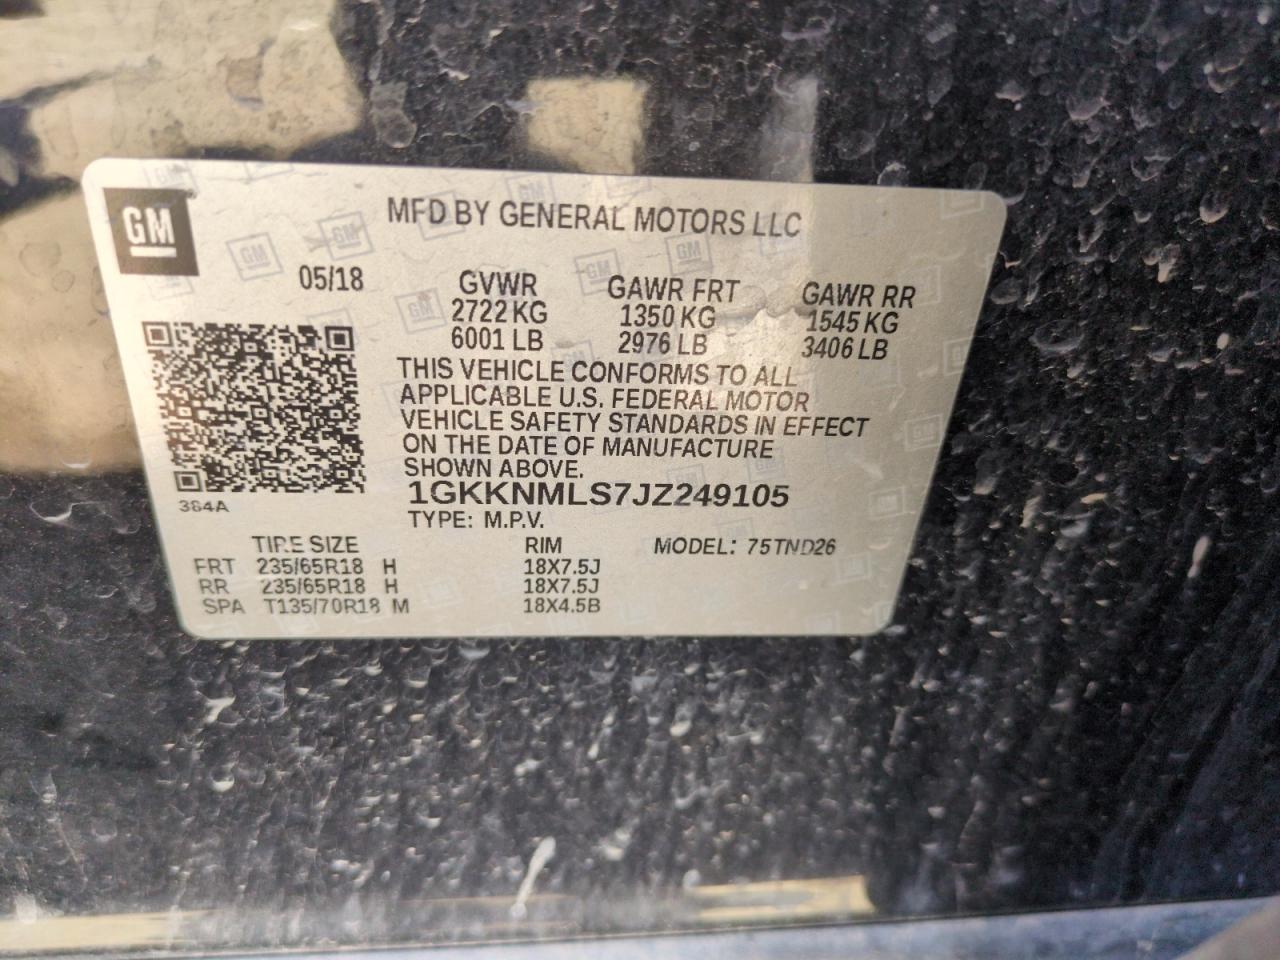 GM
MFD BY GENERAL MOTORS LLC
05/18 GVWR GAWR FRT GAWR RR
2722 KG 1350 KG 1545 KG
6001 LB 2976 LB 3406 LB
THIS VEHICLE CONFORMS TO ALL
APPLICABLE U.S. FEDERAL MOTOR
VEHICLE SAFETY STANDARDS IN EFFECT
ON THE DATE OF MANUFACTURE
SHOWN ABOVE.
1GKKNMLS7JZ249105
384A
TYPE: M.P.V.
TIRE SIZE RIM MODEL: 75TND26
FRT 235/65R18 H 18X7.5J
RR 235/65R18 H 18X7.5J
SPA T135/70R18 M 18X4.5B